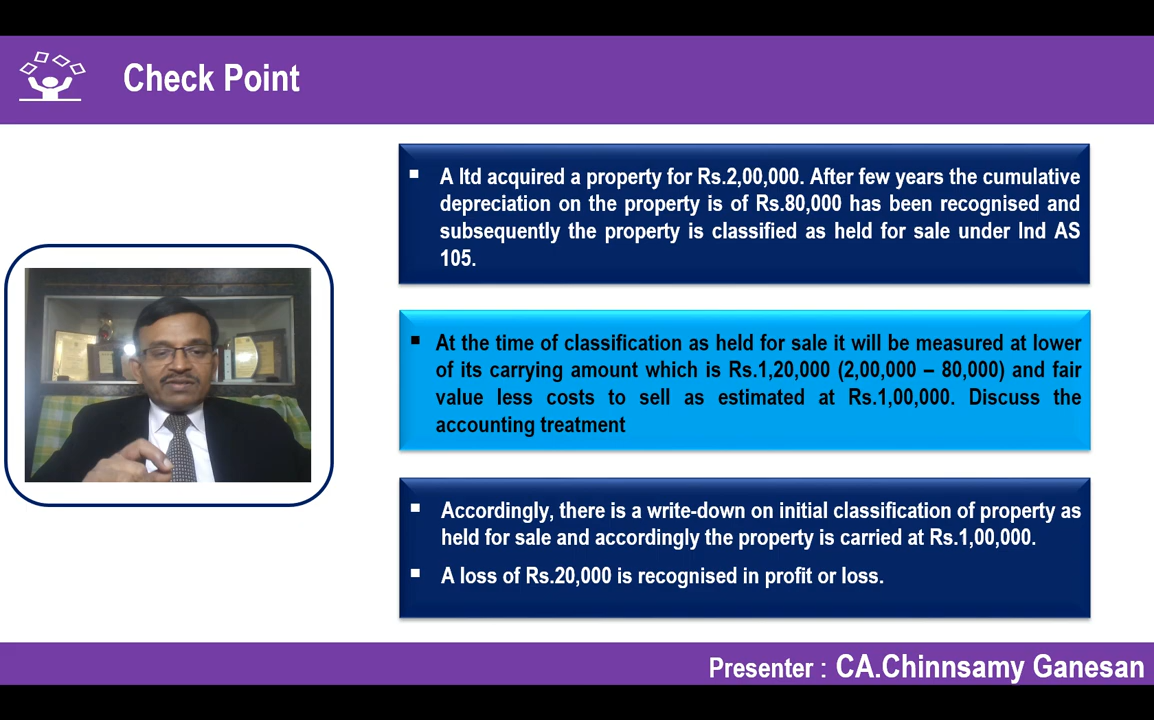 Check Point
▪ A ltd acquired a property for Rs.2,00,000. After few years the cumulative
depreciation on the property is of Rs.80,000 has been recognised and
subsequently the property is classified as held for sale under Ind AS
105.
▪ At the time of classification as held for sale it will be measured at lower
of its carrying amount which is Rs.1,20,000 (2,00,000 – 80,000) and fair
value less costs to sell as estimated at Rs.1,00,000. Discuss the
accounting treatment
▪ Accordingly, there is a write-down on initial classification of property as
held for sale and accordingly the property is carried at Rs.1,00,000.
▪ A loss of Rs.20,000 is recognised in profit or loss.
Presenter : CA.Chinnsamy Ganesan